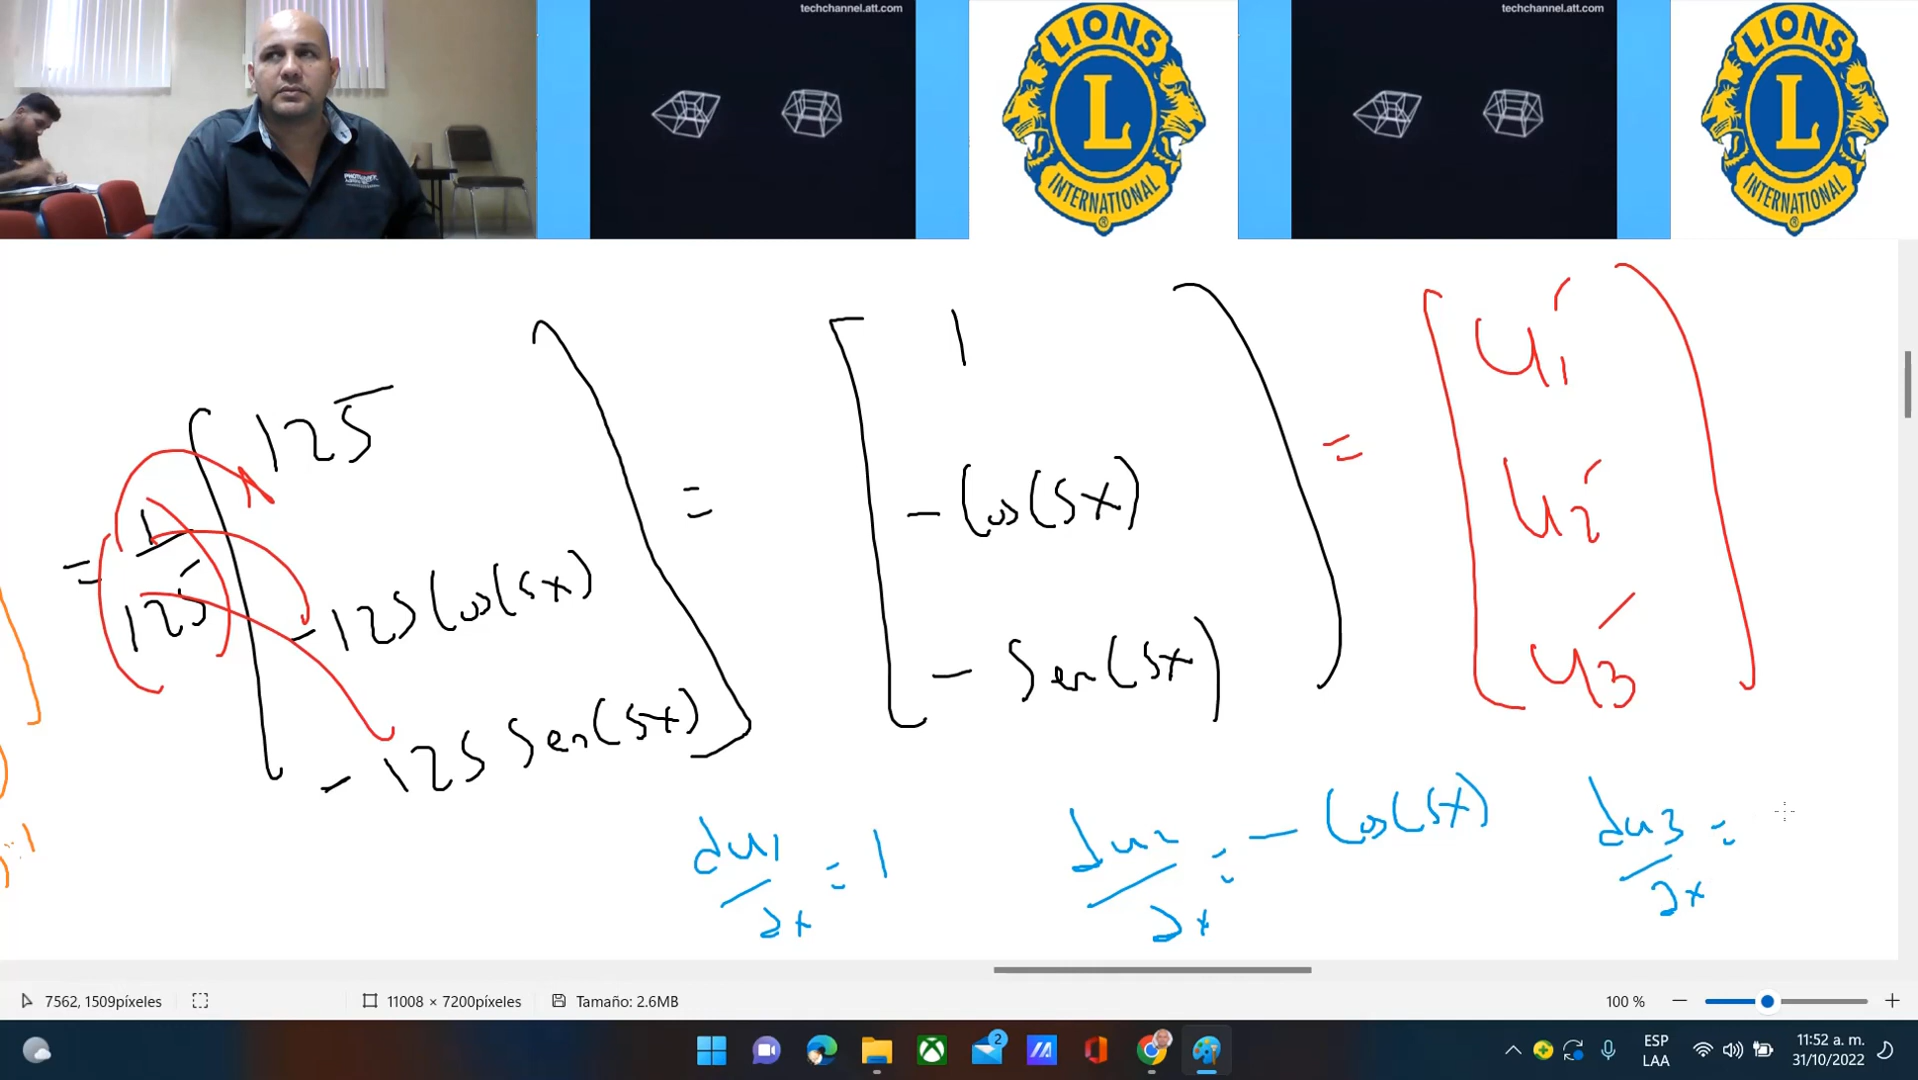 techchannel.att.com
LIONS
L
INTERNATIONAL
®
techchannel.att.com
LIONS
L
INTERNATIONAL
®
= 1/125 [ 125
- 125 Cos(5x)
- 125 Sen(5x) ]
= [ 1
- Cos(5x)
- Sen(5x) ]
= [ u1'
u2'
u3' ]
du1/dx = 1
du2/dx = - Cos(5x)
du3/dx =
7562, 1509píxeles
11008 × 7200píxeles
Tamaño: 2.6MB
100 %
2
ESP
LAA
11:52 a. m.
31/10/2022